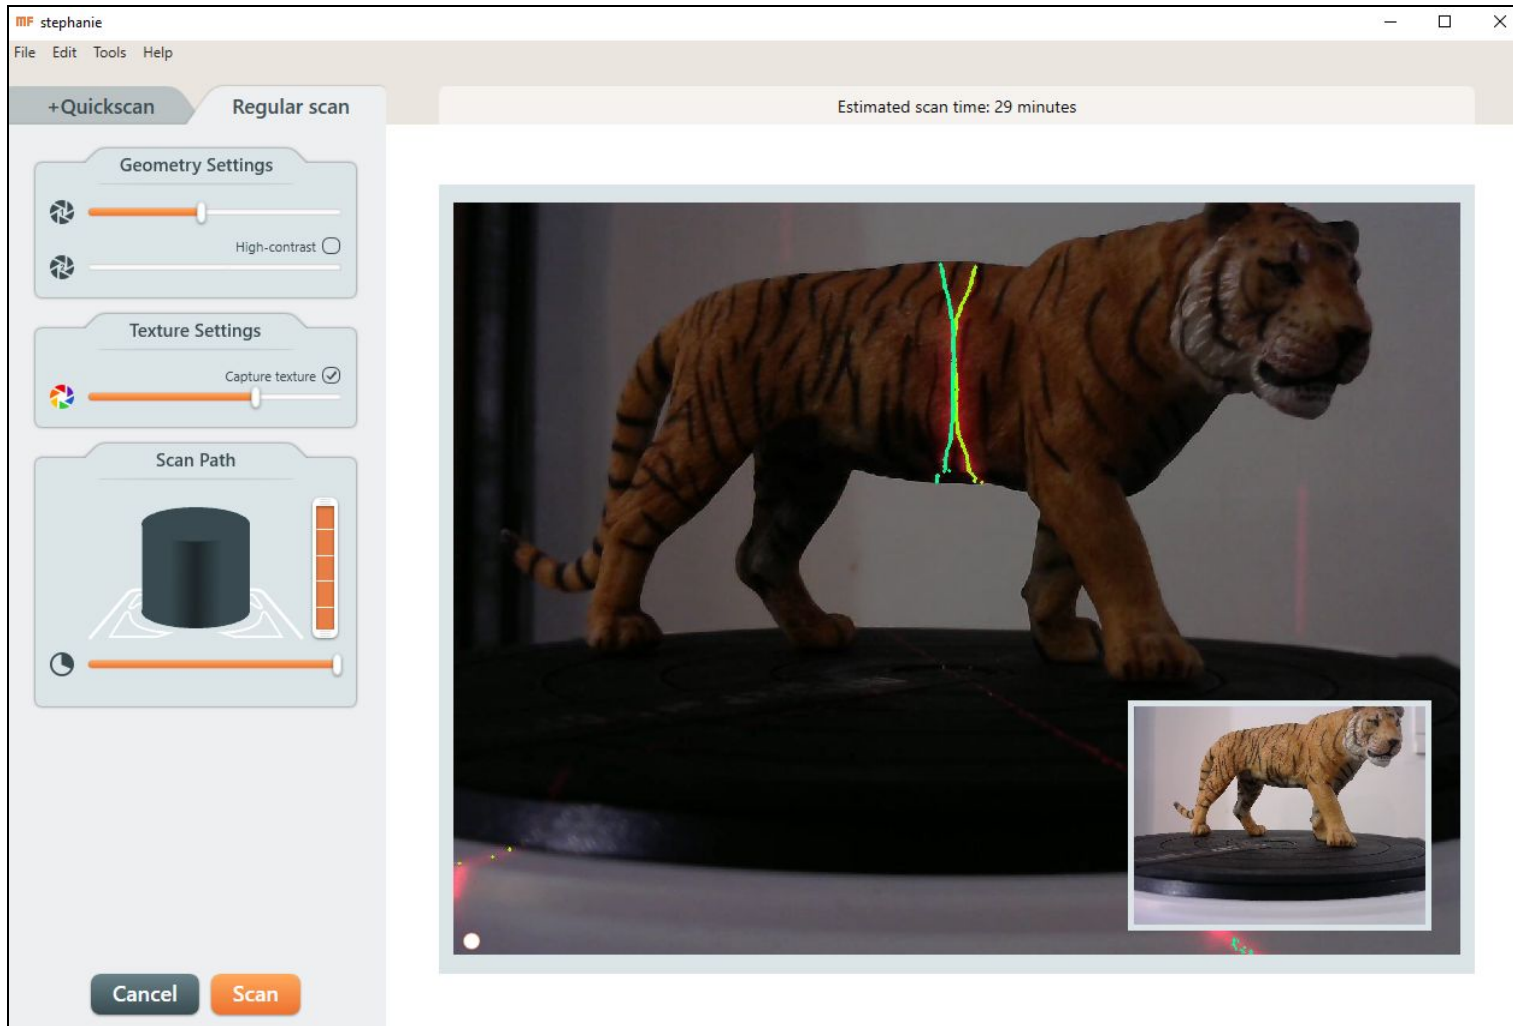 MF stephanie
File Edit Tools Help
+Quickscan Regular scan
Estimated scan time: 29 minutes
Geometry Settings
High-contrast
Texture Settings
Capture texture
Scan Path
Cancel Scan